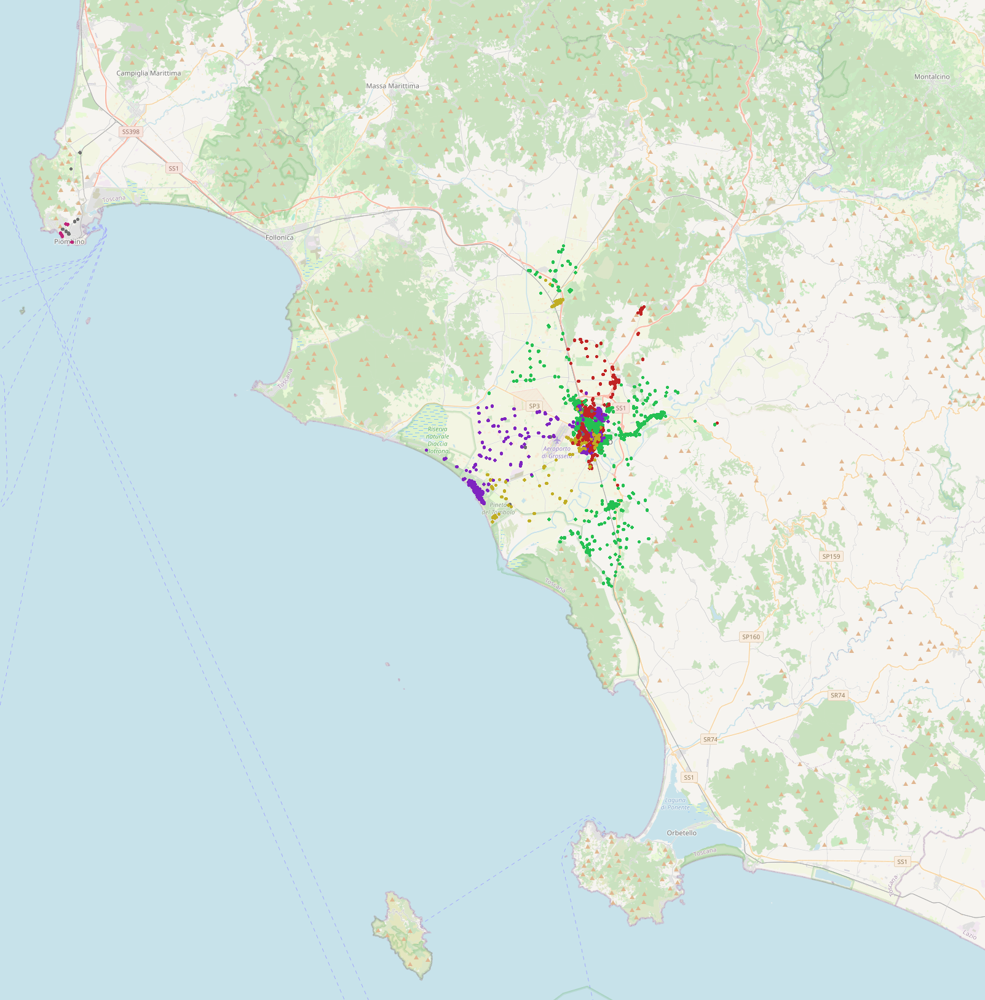 Campiglia Marittima
Massa Marittima
Montalcino
SS398
SS1
Toscana
Follonica
Piombino
Toscana
SP3
SS1
Riserva
naturale
Diaccia
Botrona
Aeroporto
di Grosseto
Pineta
del Tombolo
SP159
Toscana
SP160
SR74
SR74
SS1
Laguna
di Ponente
Orbetello
Toscana
SS1
Toscana
Lazio